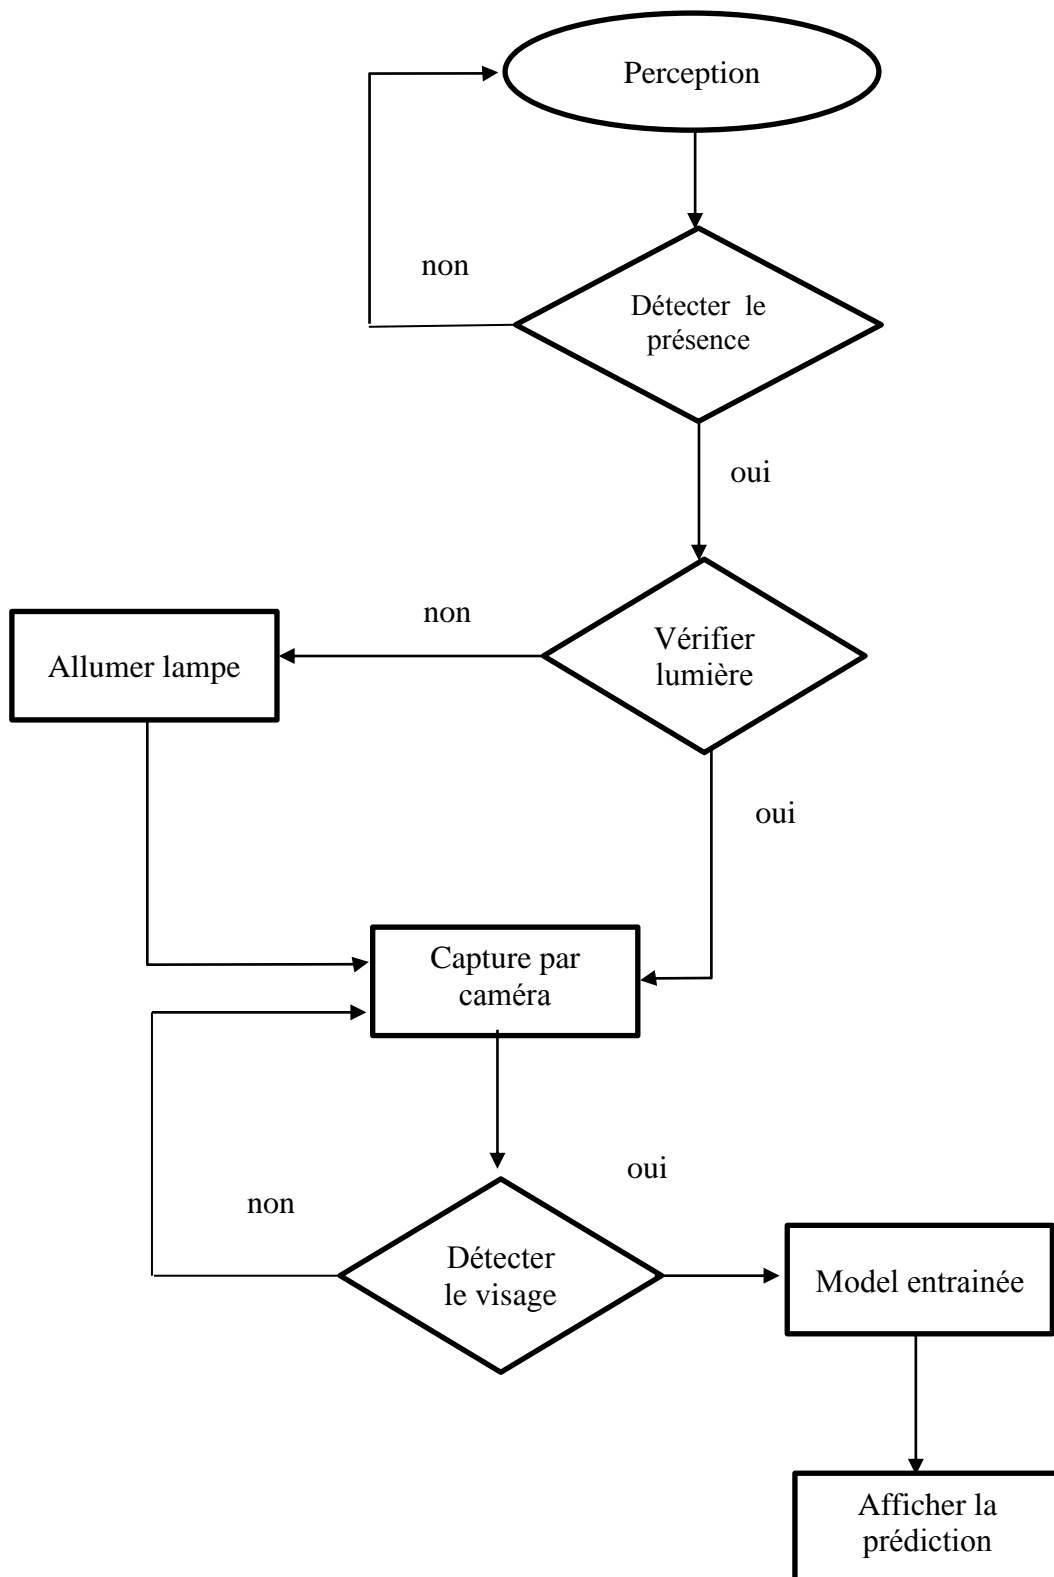 Perception
non
Détecter le
présence
oui
non
Vérifier
lumière
Allumer lampe
oui
Capture par
caméra
oui
non
Détecter
le visage
Model entrainée
Afficher la
prédiction